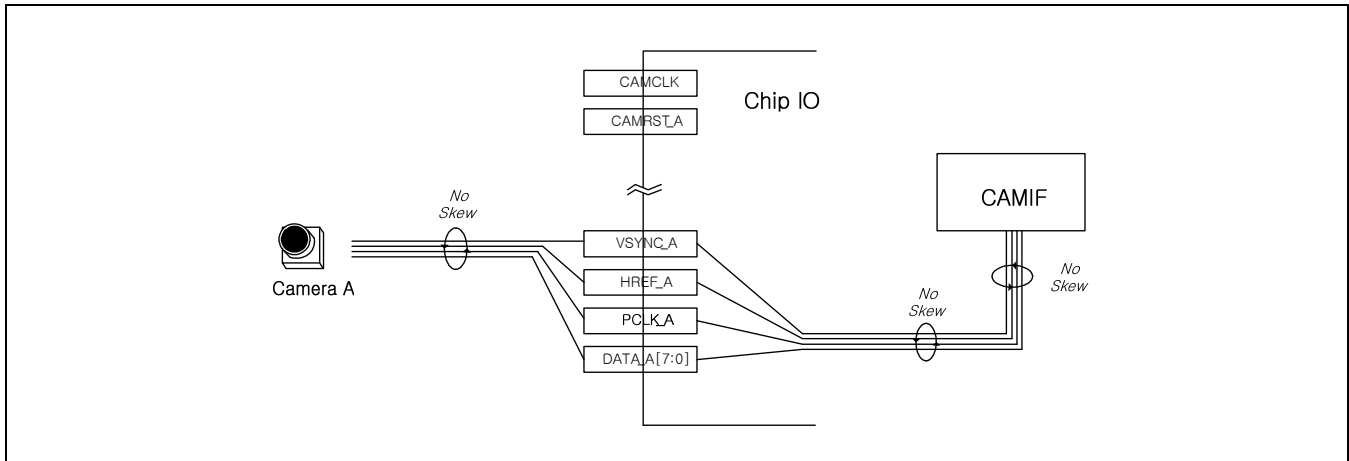 CAMCLK
Chip IO
CAMRST_A
No
Skew
CAMIF
VSYNC_A
No
Skew
HREF_A
Camera A
No
Skew
PCLK_A
DATA_A[7:0]